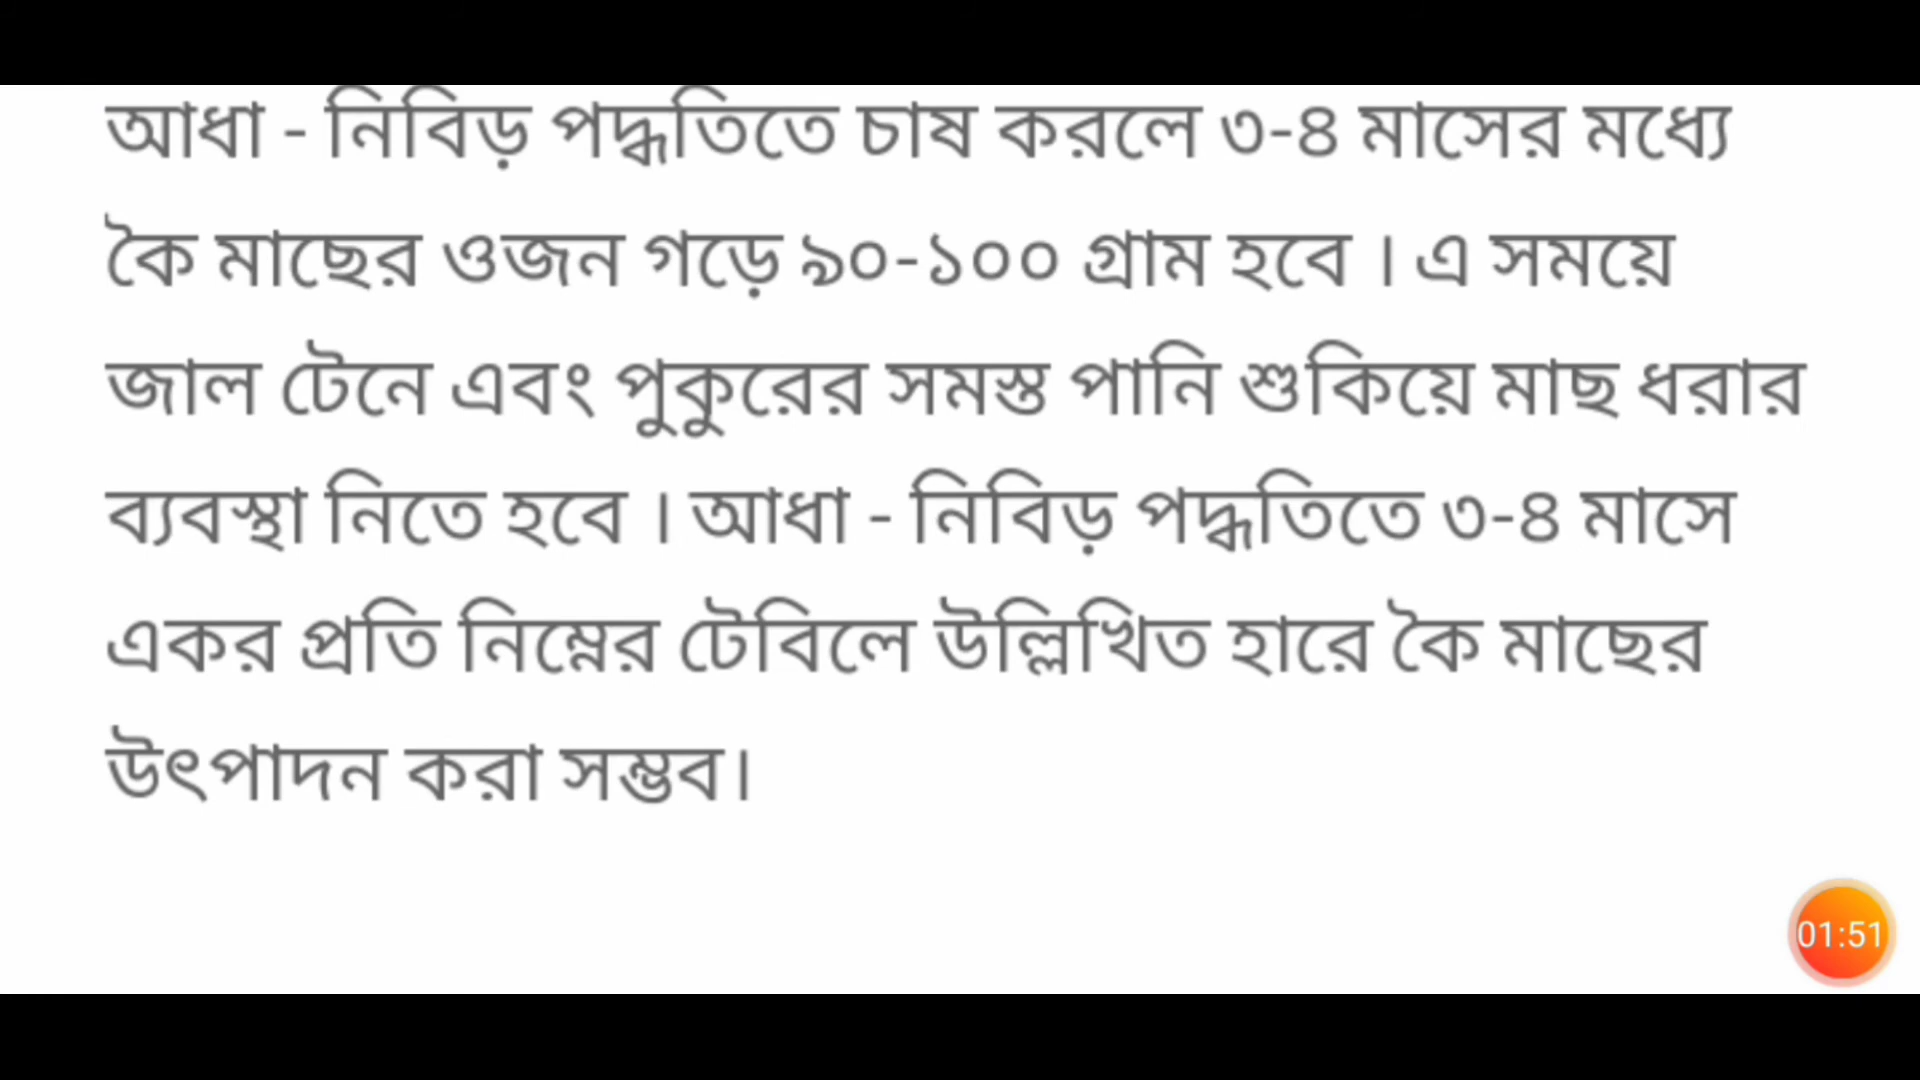 আধা - নিবিড় পদ্ধতিতে চাষ করলে ৩-৪ মাসের মধ্যে
কৈ মাছের ওজন গড়ে ৯০-১০০ গ্রাম হবে । এ সময়ে
জাল টেনে এবং পুকুরের সমস্ত পানি শুকিয়ে মাছ ধরার
ব্যবস্থা নিতে হবে । আধা - নিবিড় পদ্ধতিতে ৩-৪ মাসে
একর প্রতি নিম্নের টেবিলে উল্লিখিত হারে কৈ মাছের
উৎপাদন করা সম্ভব।
01:51